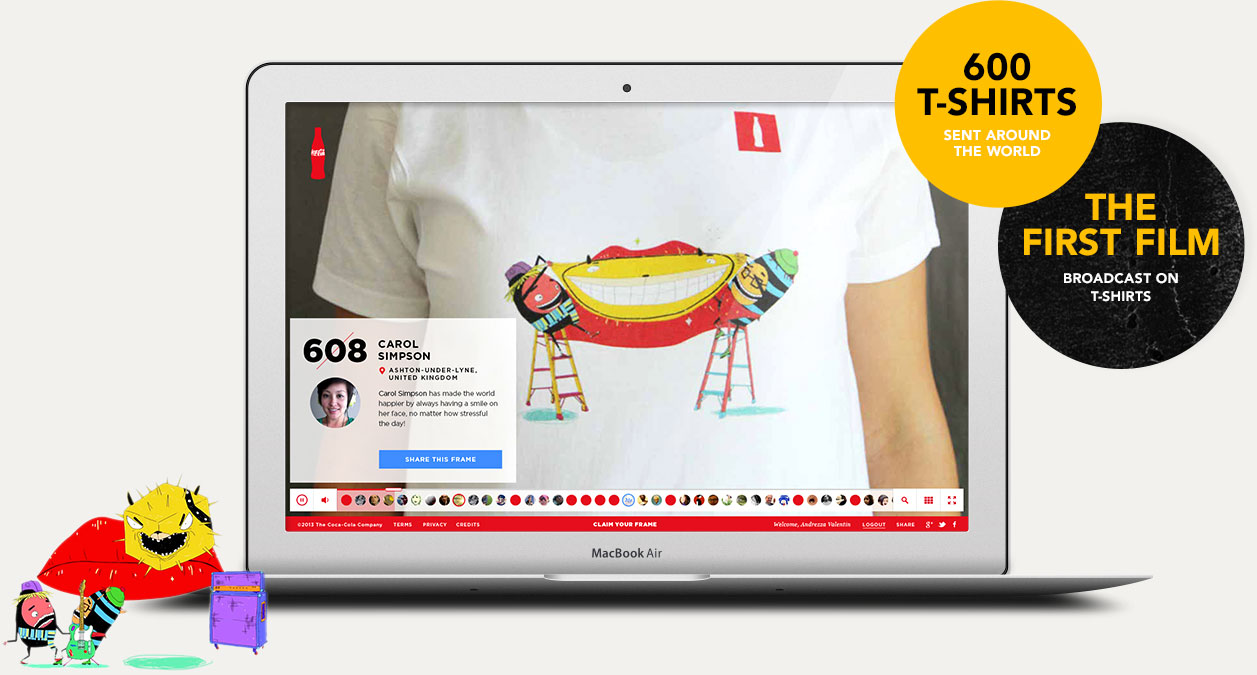 600
T-SHIRTS
SENT AROUND
THE WORLD
THE
FIRST FILM
BROADCAST ON
T-SHIRTS
Coca-Cola
608
CAROL
SIMPSON
ASHTON-UNDER-LYNE,
UNITED KINGDOM
Carol Simpson has made the world
happier by always having a smile on
her face, no matter how stressful
the day!
SHARE THIS FRAME
©2013 The Coca-Cola Company TERMS PRIVACY CREDITS CLAIM YOUR FRAME Welcome, Andrezza Valentin LOGOUT SHARE g+ f
MacBook Air